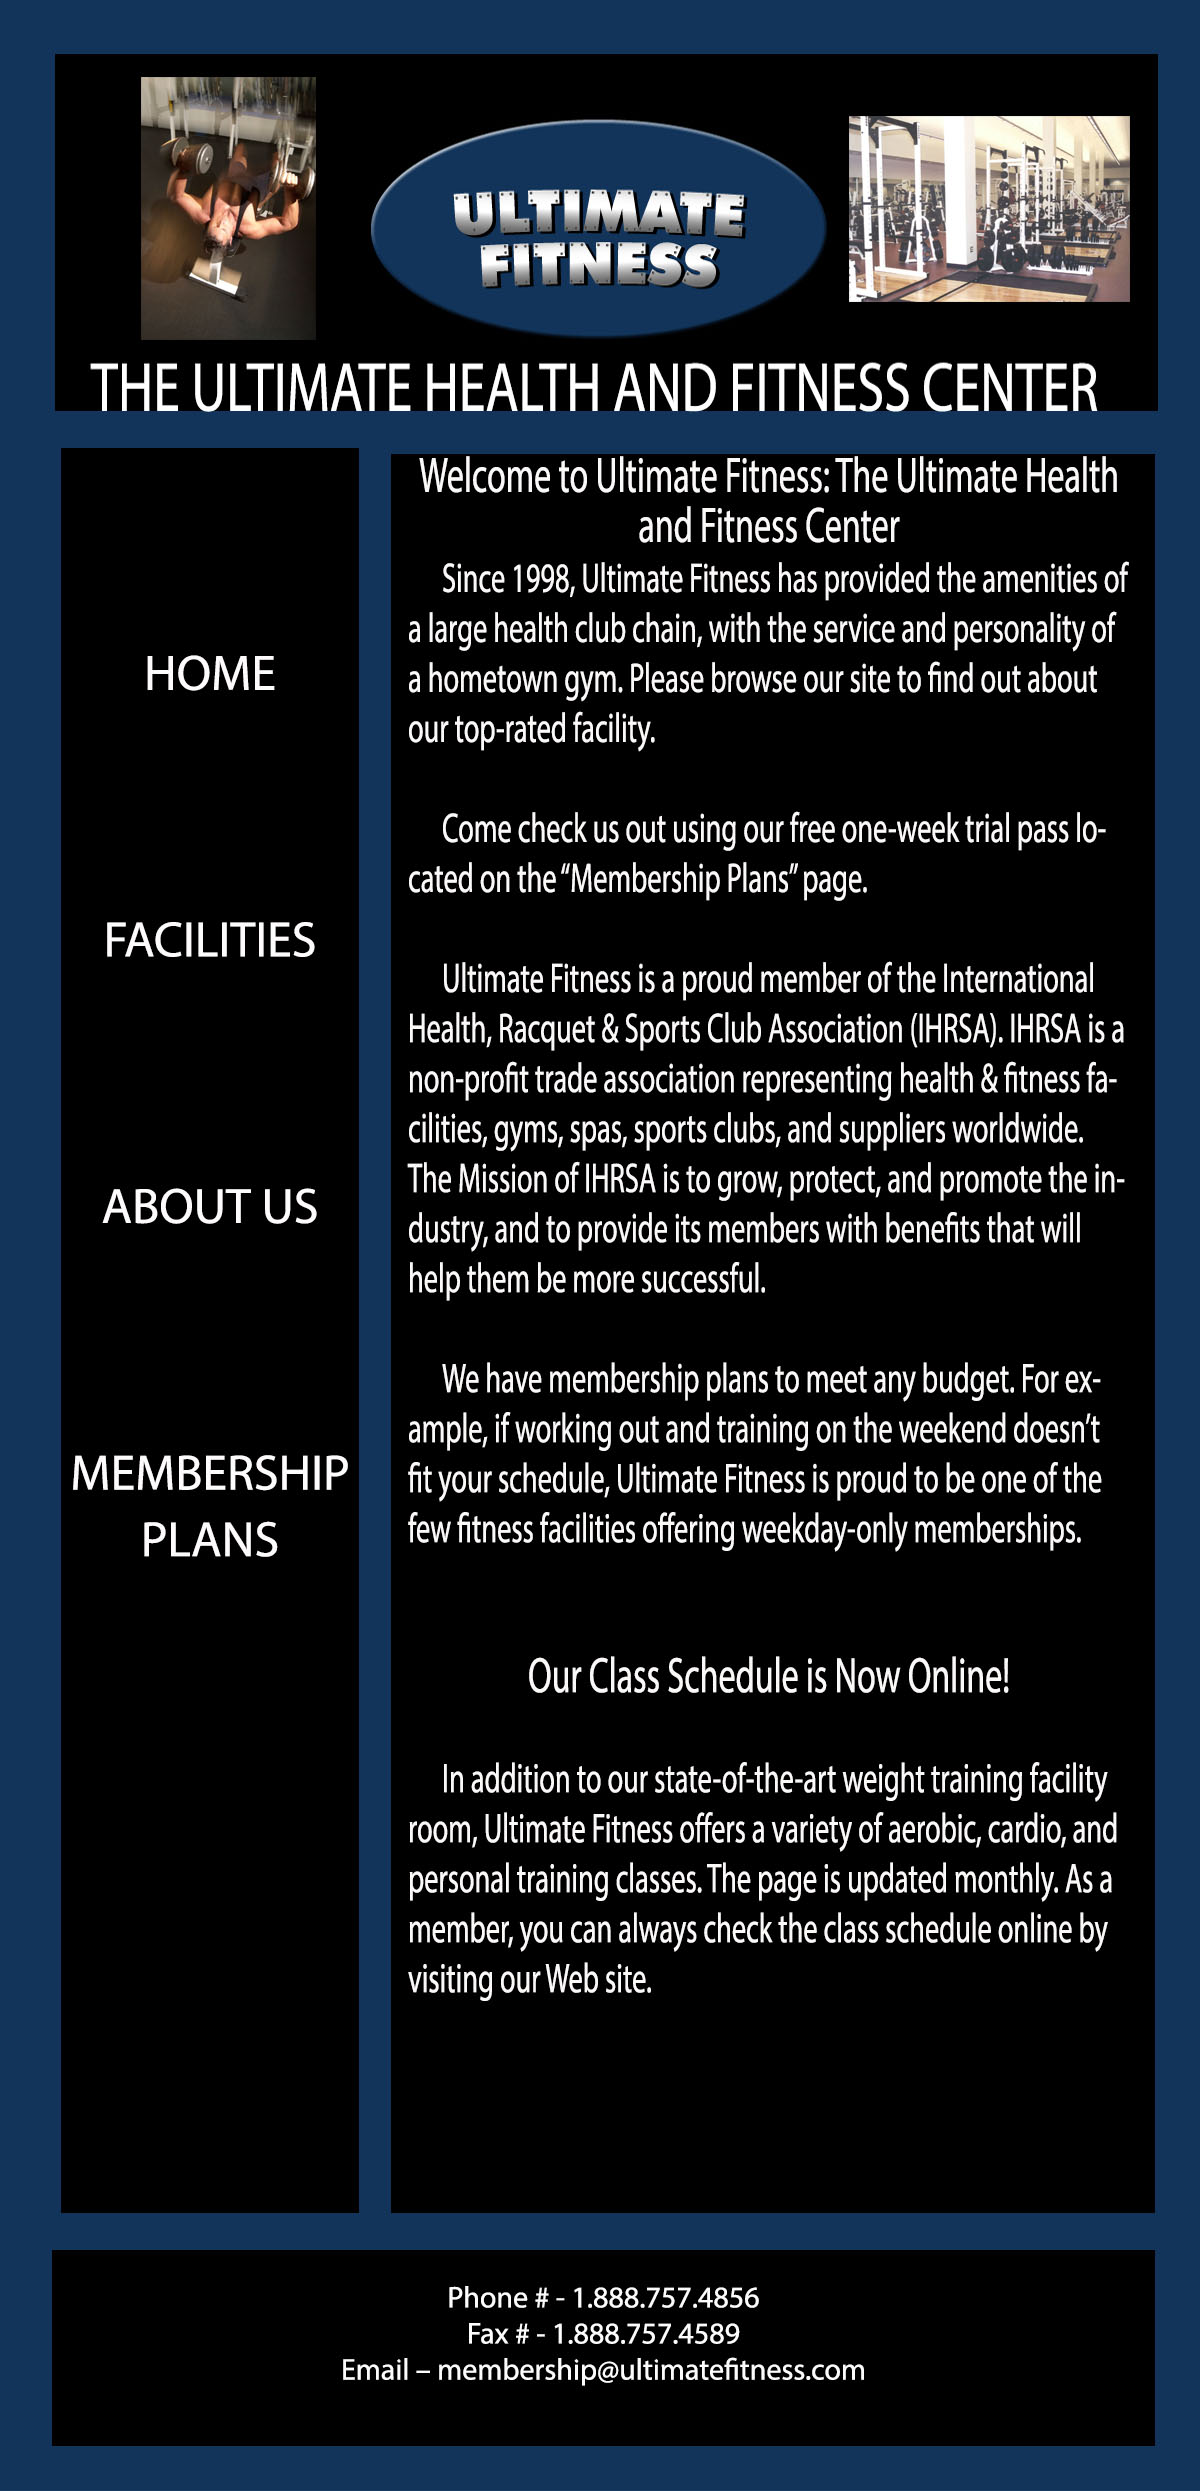 ULTIMATE
FITNESS
THE ULTIMATE HEALTH AND FITNESS CENTER
HOME
FACILITIES
ABOUT US
MEMBERSHIP
PLANS
Welcome to Ultimate Fitness: The Ultimate Health
and Fitness Center
Since 1998, Ultimate Fitness has provided the amenities of
a large health club chain, with the service and personality of
a hometown gym. Please browse our site to find out about
our top-rated facility.
Come check us out using our free one-week trial pass lo-
cated on the “Membership Plans” page.
Ultimate Fitness is a proud member of the International
Health, Racquet & Sports Club Association (IHRSA). IHRSA is a
non-profit trade association representing health & fitness fa-
cilities, gyms, spas, sports clubs, and suppliers worldwide.
The Mission of IHRSA is to grow, protect, and promote the in-
dustry, and to provide its members with benefits that will
help them be more successful.
We have membership plans to meet any budget. For ex-
ample, if working out and training on the weekend doesn’t
fit your schedule, Ultimate Fitness is proud to be one of the
few fitness facilities offering weekday-only memberships.
Our Class Schedule is Now Online!
In addition to our state-of-the-art weight training facility
room, Ultimate Fitness offers a variety of aerobic, cardio, and
personal training classes. The page is updated monthly. As a
member, you can always check the class schedule online by
visiting our Web site.
Phone # - 1.888.757.4856
Fax # - 1.888.757.4589
Email – membership@ultimatefitness.com